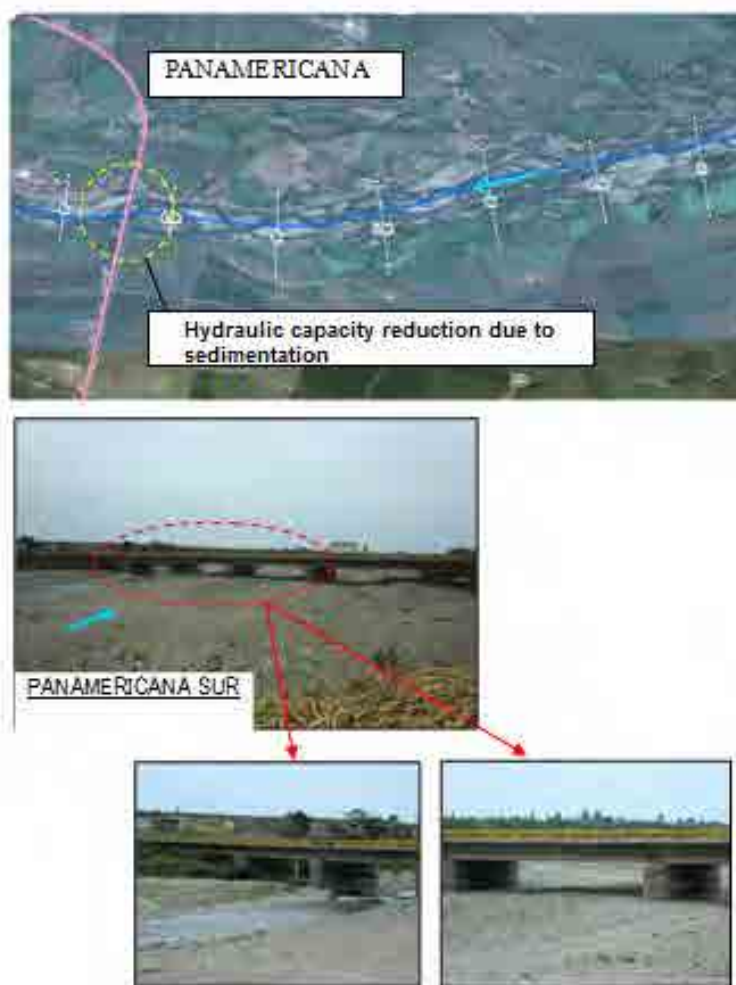 PANAMERICANA
Hydraulic capacity reduction due to
sedimentation
PANAMERICANA SUR